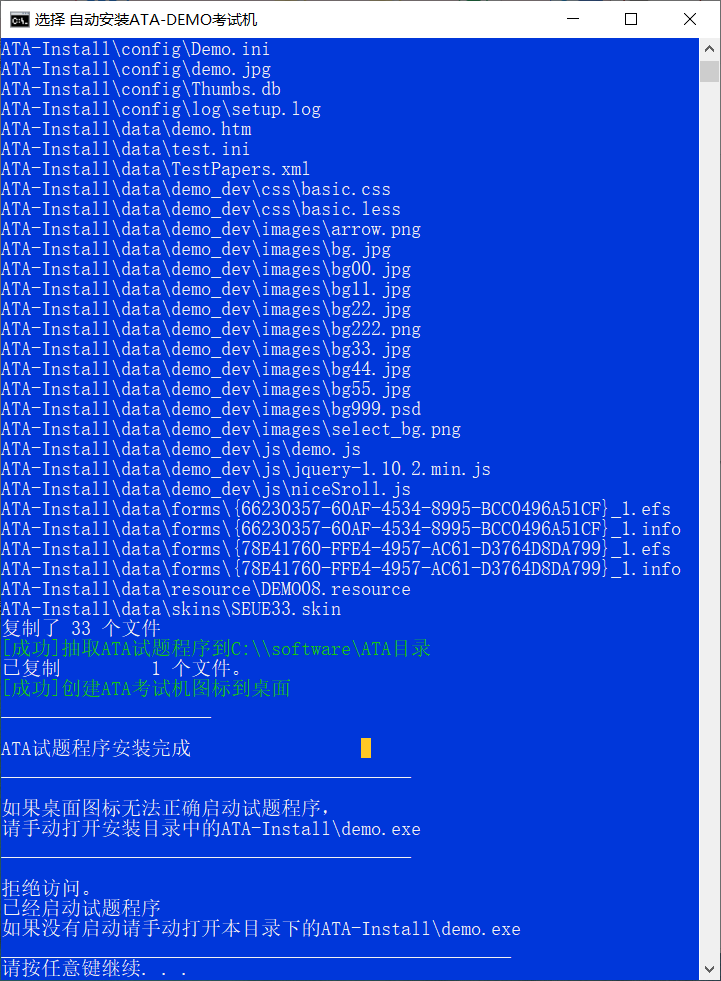 选择 自动安装ATA-DEMO考试机
ATA-Install\config\Demo.ini
ATA-Install\config\demo.jpg
ATA-Install\config\Thumbs.db
ATA-Install\config\log\setup.log
ATA-Install\data\demo.htm
ATA-Install\data\test.ini
ATA-Install\data\TestPapers.xml
ATA-Install\data\demo_dev\css\basic.css
ATA-Install\data\demo_dev\css\basic.less
ATA-Install\data\demo_dev\images\arrow.png
ATA-Install\data\demo_dev\images\bg.jpg
ATA-Install\data\demo_dev\images\bg00.jpg
ATA-Install\data\demo_dev\images\bg11.jpg
ATA-Install\data\demo_dev\images\bg22.jpg
ATA-Install\data\demo_dev\images\bg222.png
ATA-Install\data\demo_dev\images\bg33.jpg
ATA-Install\data\demo_dev\images\bg44.jpg
ATA-Install\data\demo_dev\images\bg55.jpg
ATA-Install\data\demo_dev\images\bg999.psd
ATA-Install\data\demo_dev\images\select_bg.png
ATA-Install\data\demo_dev\js\demo.js
ATA-Install\data\demo_dev\js\jquery-1.10.2.min.js
ATA-Install\data\demo_dev\js\niceSroll.js
ATA-Install\data\forms\{66230357-60AF-4534-8995-BCC0496A51CF}_1.efs
ATA-Install\data\forms\{66230357-60AF-4534-8995-BCC0496A51CF}_1.info
ATA-Install\data\forms\{78E41760-FFE4-4957-AC61-D3764D8DA799}_1.efs
ATA-Install\data\forms\{78E41760-FFE4-4957-AC61-D3764D8DA799}_1.info
ATA-Install\data\resource\DEMO08.resource
ATA-Install\data\skins\SEUE33.skin
复制了 33 个文件
[成功]抽取ATA试题程序到C:\\software\ATA目录
已复制         1 个文件。
[成功]创建ATA考试机图标到桌面
_____________________
ATA试题程序安装完成
_________________________________________
如果桌面图标无法正确启动试题程序，
请手动打开安装目录中的ATA-Install\demo.exe
_________________________________________
拒绝访问。
已经启动试题程序
如果没有启动请手动打开本目录下的ATA-Install\demo.exe
___________________________________________________
请按任意键继续. . .